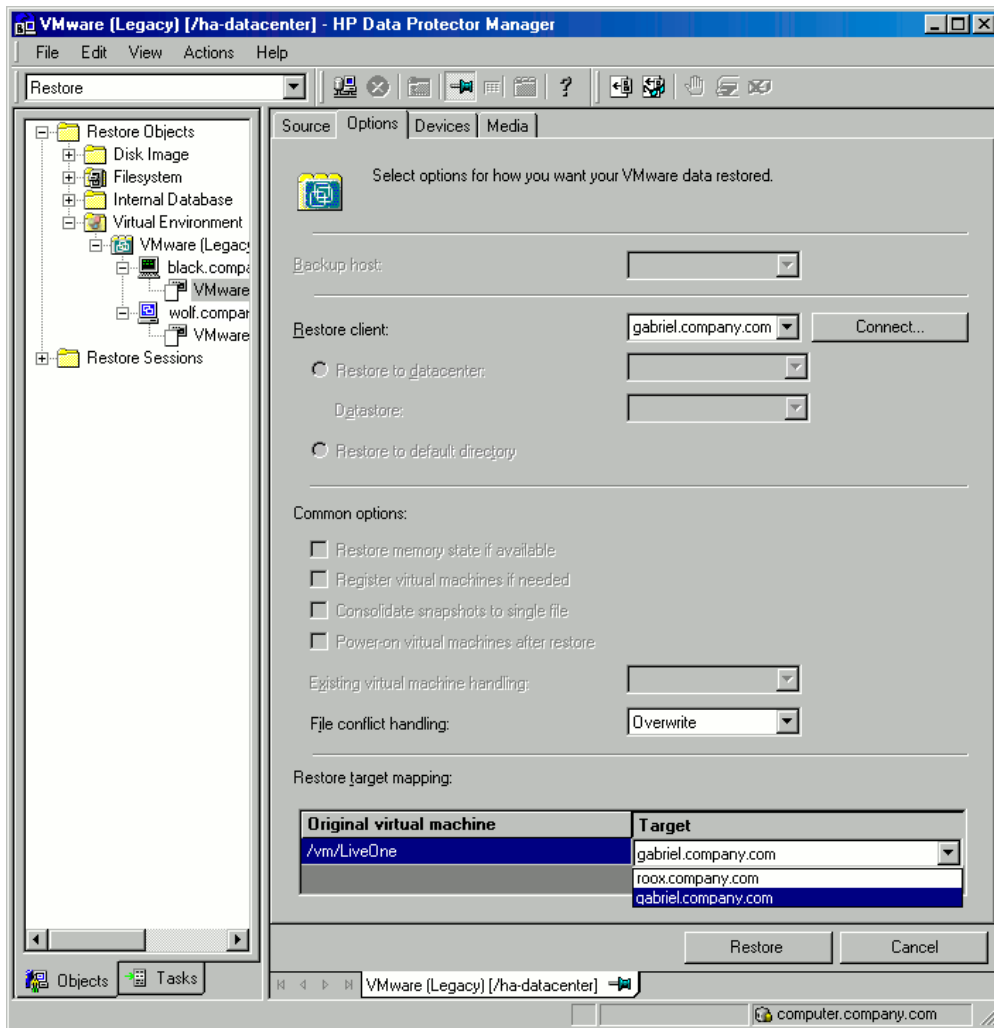 VMware (Legacy) [/ha-datacenter] - HP Data Protector Manager
File Edit View Actions Help
Restore
Restore Objects
Disk Image
Filesystem
Internal Database
Virtual Environment
VMware (Legacy
black.compa
VMware
wolf.compar
VMware
Restore Sessions
Objects Tasks
Source Options Devices Media
Select options for how you want your VMware data restored.
Backup host:
Restore client: gabriel.company.com Connect...
Restore to datacenter:
Datastore:
Restore to default directory
Common options:
Restore memory state if available
Register virtual machines if needed
Consolidate snapshots to single file
Power-on virtual machines after restore
Existing virtual machine handling:
File conflict handling: Overwrite
Restore target mapping:
Original virtual machine Target
/vm/LiveOne gabriel.company.com
roox.company.com
gabriel.company.com
Restore Cancel
VMware (Legacy) [/ha-datacenter]
computer.company.com